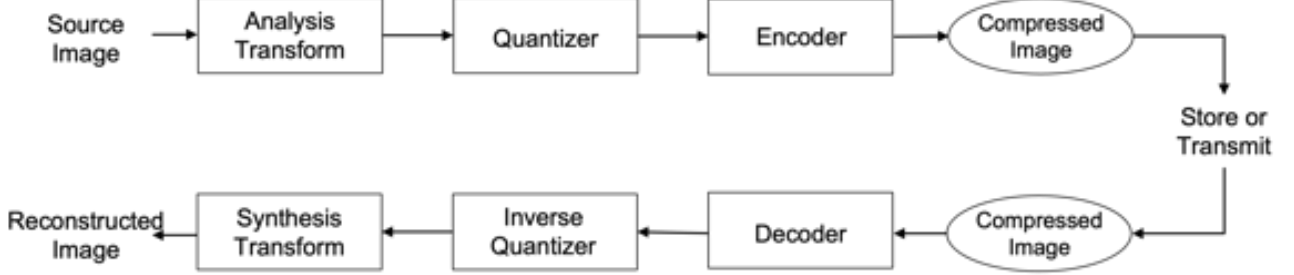 Source
Image
Analysis
Transform
Quantizer
Encoder
Compressed
Image
Store or
Transmit
Reconstructed
Image
Synthesis
Transform
Inverse
Quantizer
Decoder
Compressed
Image